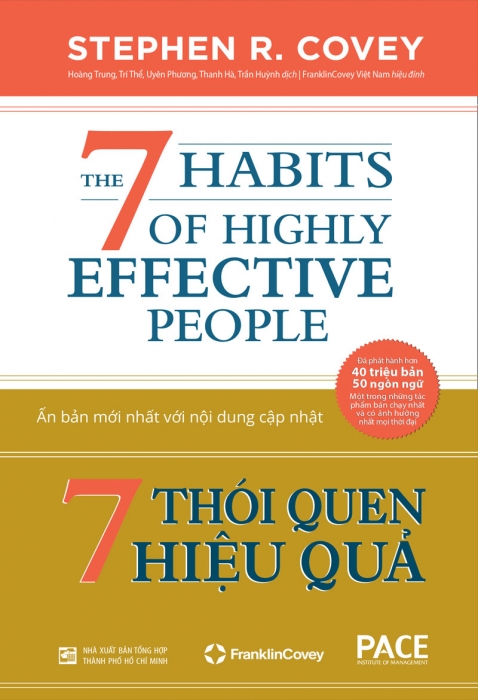 STEPHEN R. COVEY
Hoàng Trung, Trí Thể, Uyên Phương, Thanh Hà, Trần Huỳnh dịch | FranklinCovey Việt Nam hiệu đính
THE 7 HABITS
OF HIGHLY
EFFECTIVE
PEOPLE
Đã phát hành hơn
40 triệu bản
50 ngôn ngữ
Một trong những tác
phẩm bán chạy nhất
và có ảnh hưởng
nhất mọi thời đại
Ấn bản mới nhất với nội dung cập nhật
7 THÓI QUEN
HIỆU QUẢ
NHÀ XUẤT BẢN TỔNG HỢP
THÀNH PHỐ HỒ CHÍ MINH
FranklinCovey
PACE
INSTITUTE OF MANAGEMENT